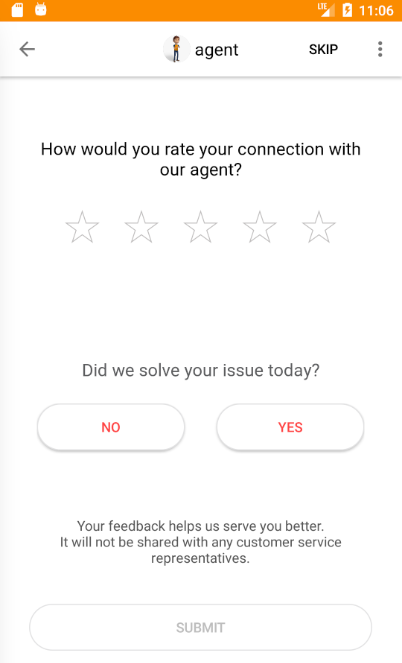 LTE 11:06
agent SKIP
How would you rate your connection with
our agent?
Did we solve your issue today?
NO YES
Your feedback helps us serve you better.
It will not be shared with any customer service
representatives.
SUBMIT